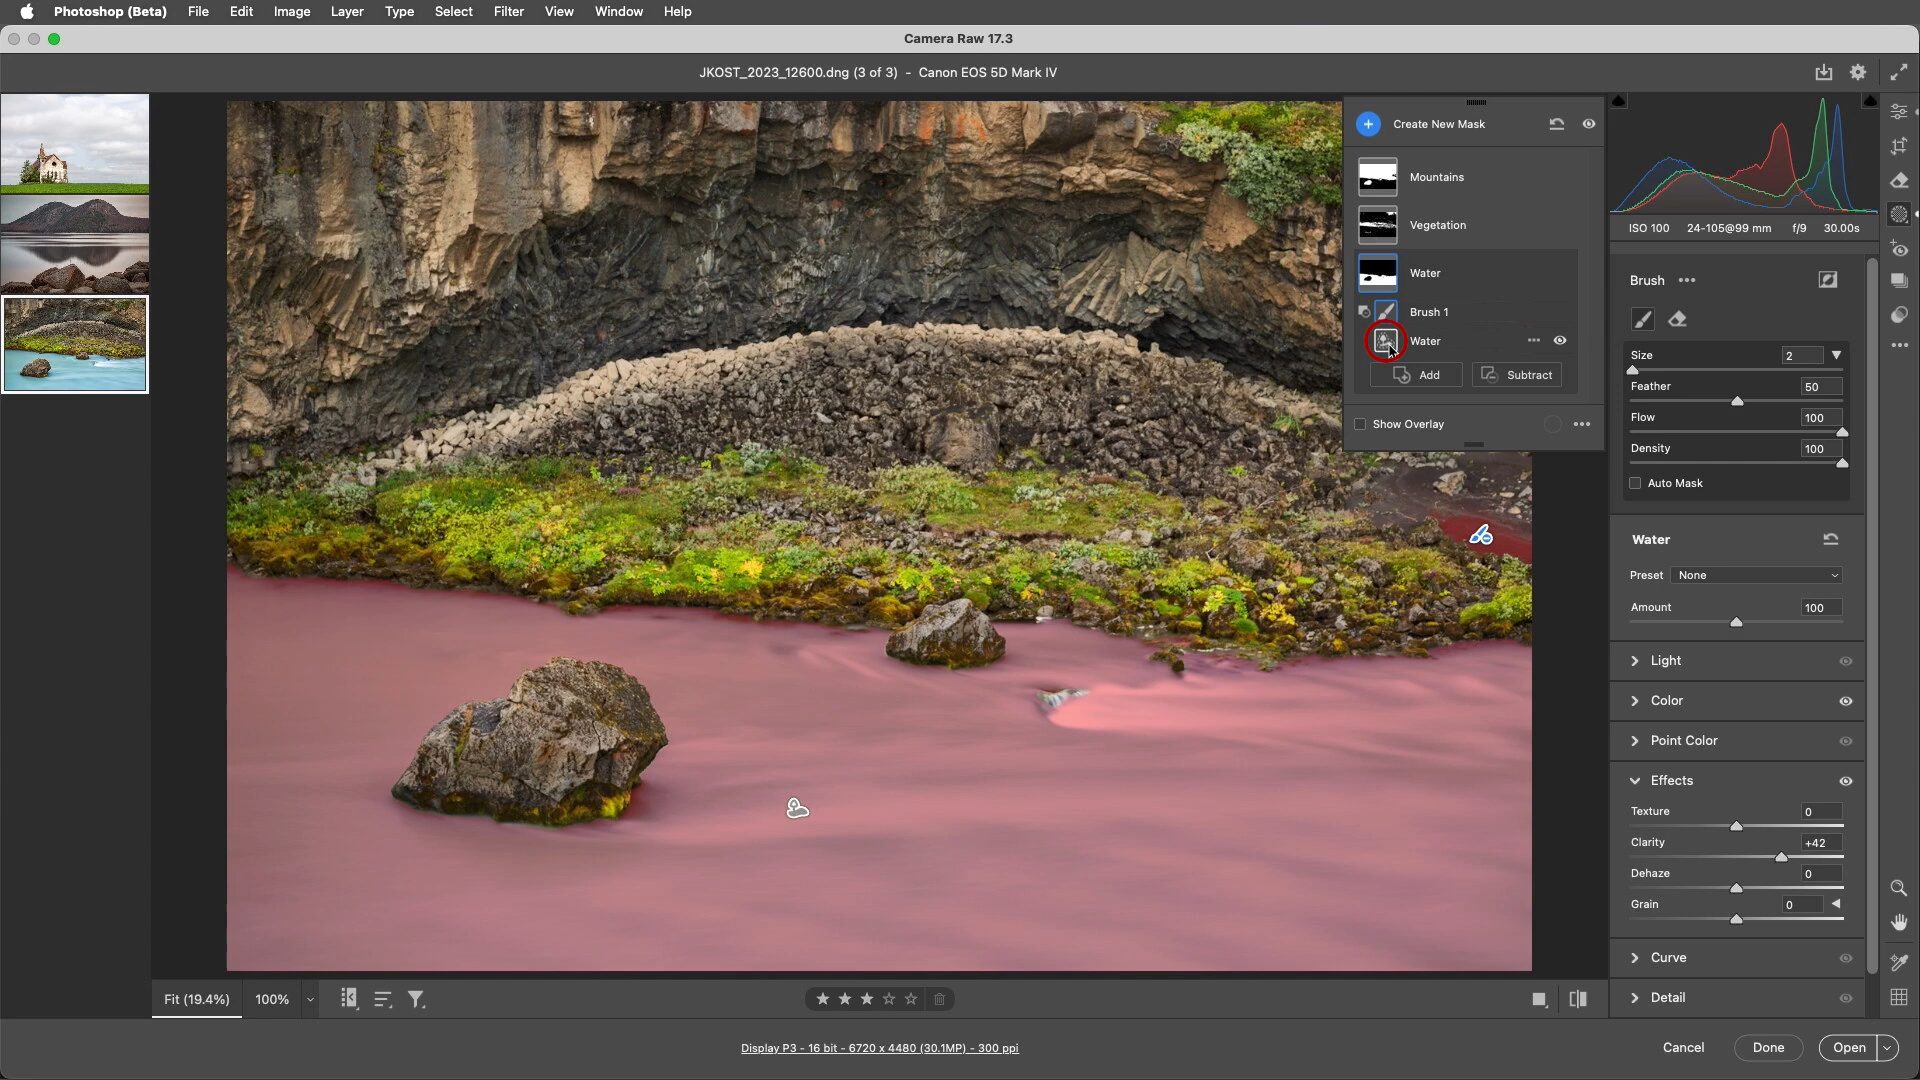 Photoshop (Beta) File Edit Image Layer Type Select Filter View Window Help
Camera Raw 17.3
JKOST_2023_12600.dng (3 of 3) - Canon EOS 5D Mark IV
Create New Mask
Mountains
Vegetation
Water
Brush 1
Water
Add Subtract
Show Overlay
ISO 100 24-105@99 mm f/9 30.00s
Brush
Size 2
Feather 50
Flow 100
Density 100
Auto Mask
Water
Preset None
Amount 100
Light
Color
Point Color
Effects
Texture 0
Clarity +42
Dehaze 0
Grain 0
Curve
Detail
Fit (19.4%) 100%
Display P3 - 16 bit - 6720 x 4480 (30.1MP) - 300 ppi
Cancel Done Open